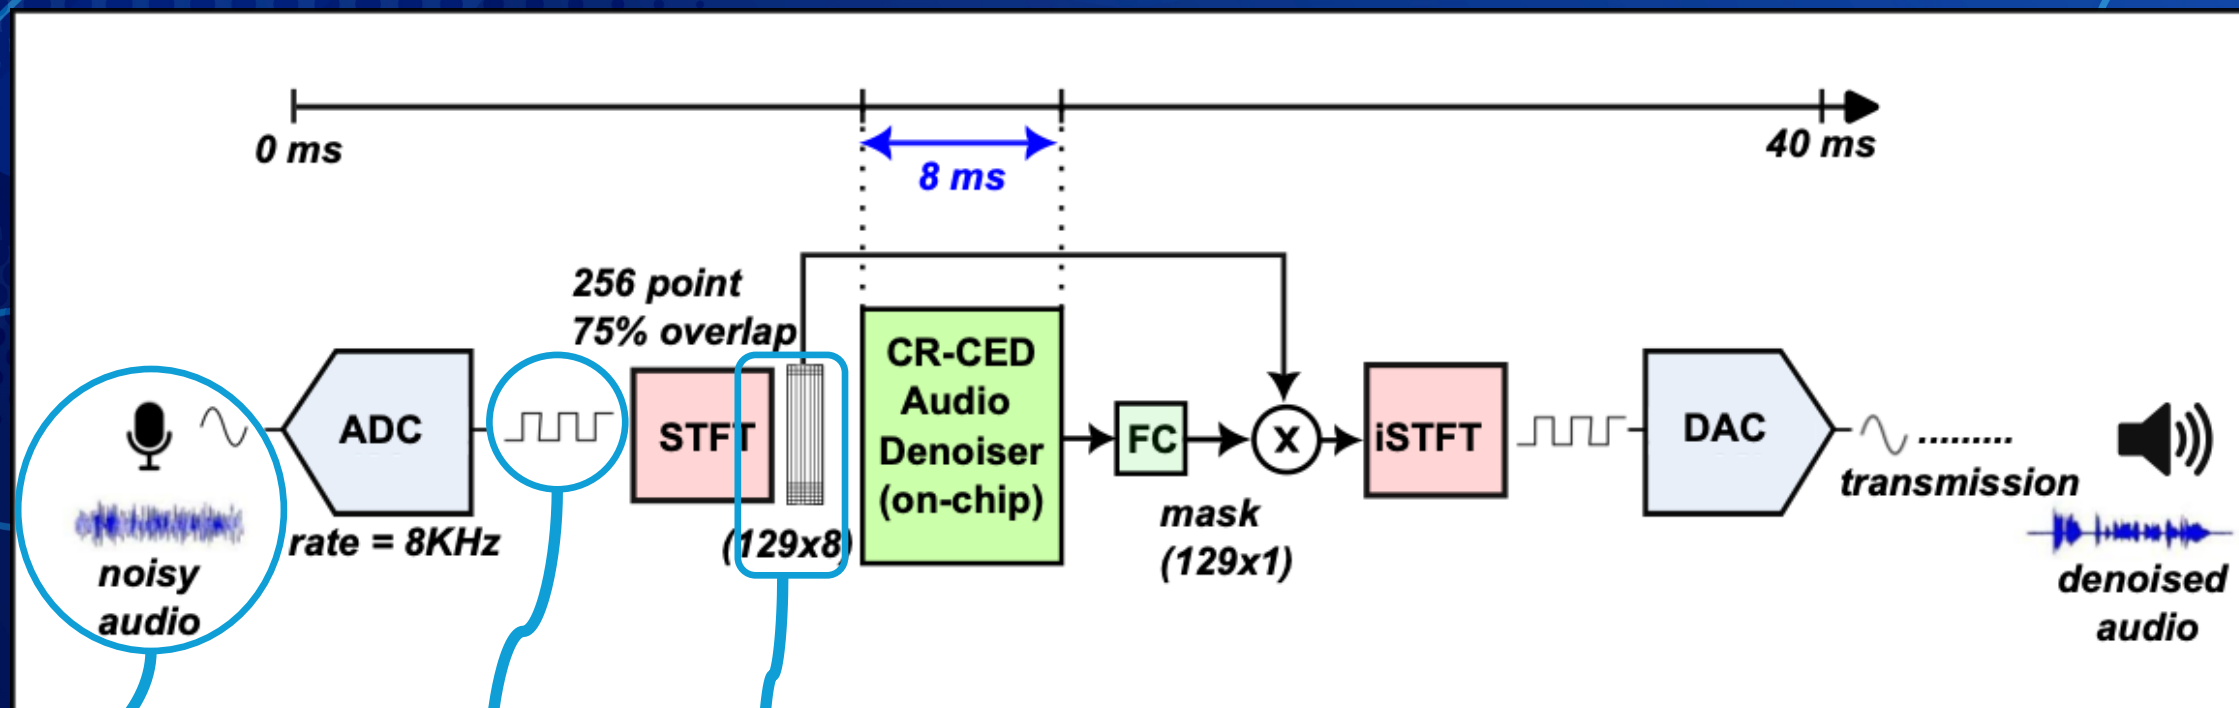 0 ms
8 ms
40 ms
256 point
75% overlap
ADC
rate = 8KHz
noisy
audio
STFT
(129x8)
CR-CED
Audio
Denoiser
(on-chip)
FC
X
mask
(129x1)
iSTFT
DAC
transmission
denoised
audio